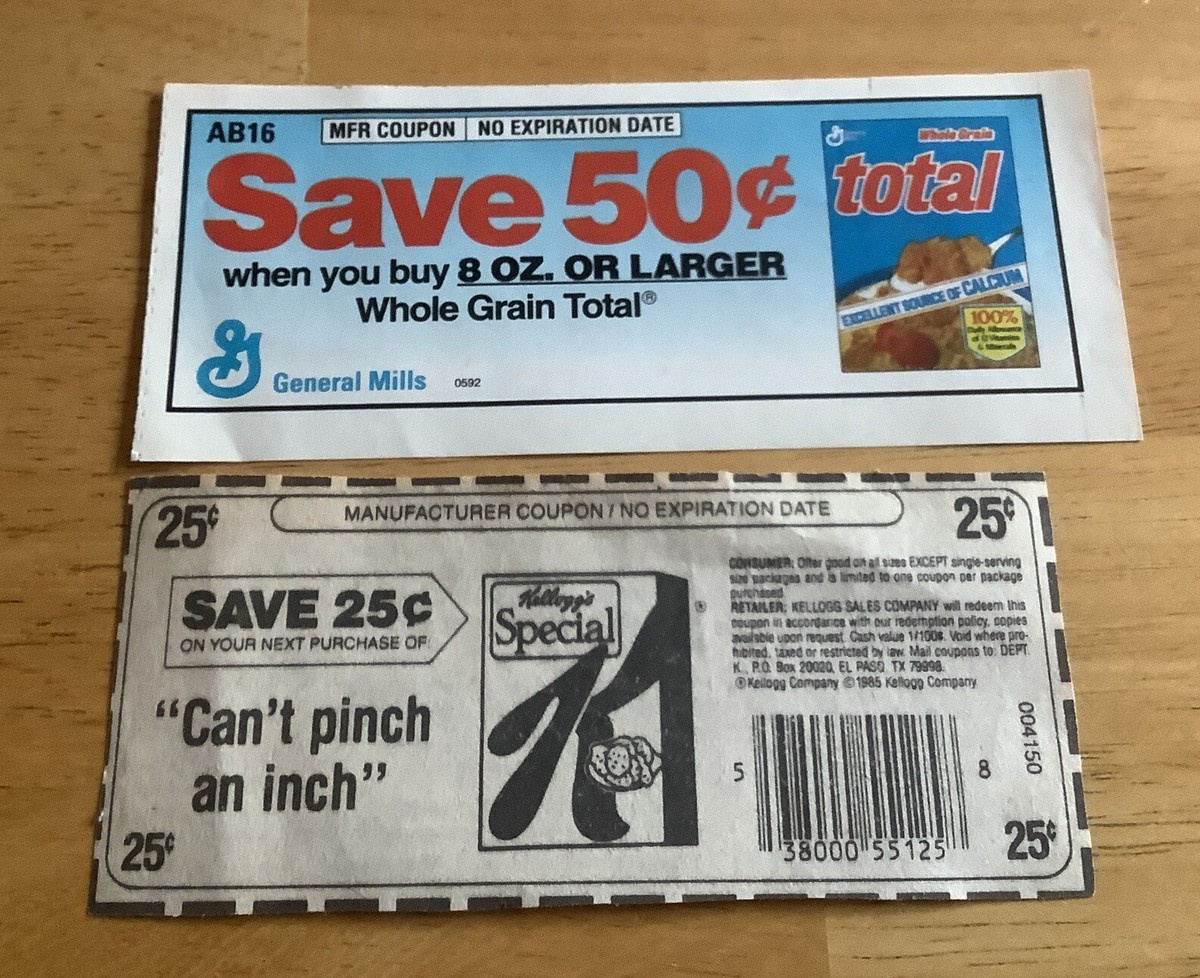 AB16
MFR COUPON NO EXPIRATION DATE
Save 50¢
when you buy 8 OZ. OR LARGER
Whole Grain Total®
General Mills 0592
Whole Grain
total
EXCELLENT SOURCE OF CALCIUM
100%
Daily Allowance
of 12 Vitamins
& Minerals
25¢
MANUFACTURER COUPON / NO EXPIRATION DATE
25¢
SAVE 25¢
ON YOUR NEXT PURCHASE OF
"Can't pinch
an inch"
Kellogg's
Special
K
®
CONSUMER: Offer good on all sizes EXCEPT single-serving
size packages and is limited to one coupon per package
purchased.
RETAILER: KELLOGG SALES COMPANY will redeem this
coupon in accordance with our redemption policy, copies
available upon request. Cash value 1/100¢. Void where pro-
hibited, taxed or restricted by law. Mail coupons to: DEPT.
K., P.O. Box 20020, EL PASO, TX 79998.
® Kellogg Company © 1985 Kellogg Company
004150
5 38000 55125 8
25¢
25¢